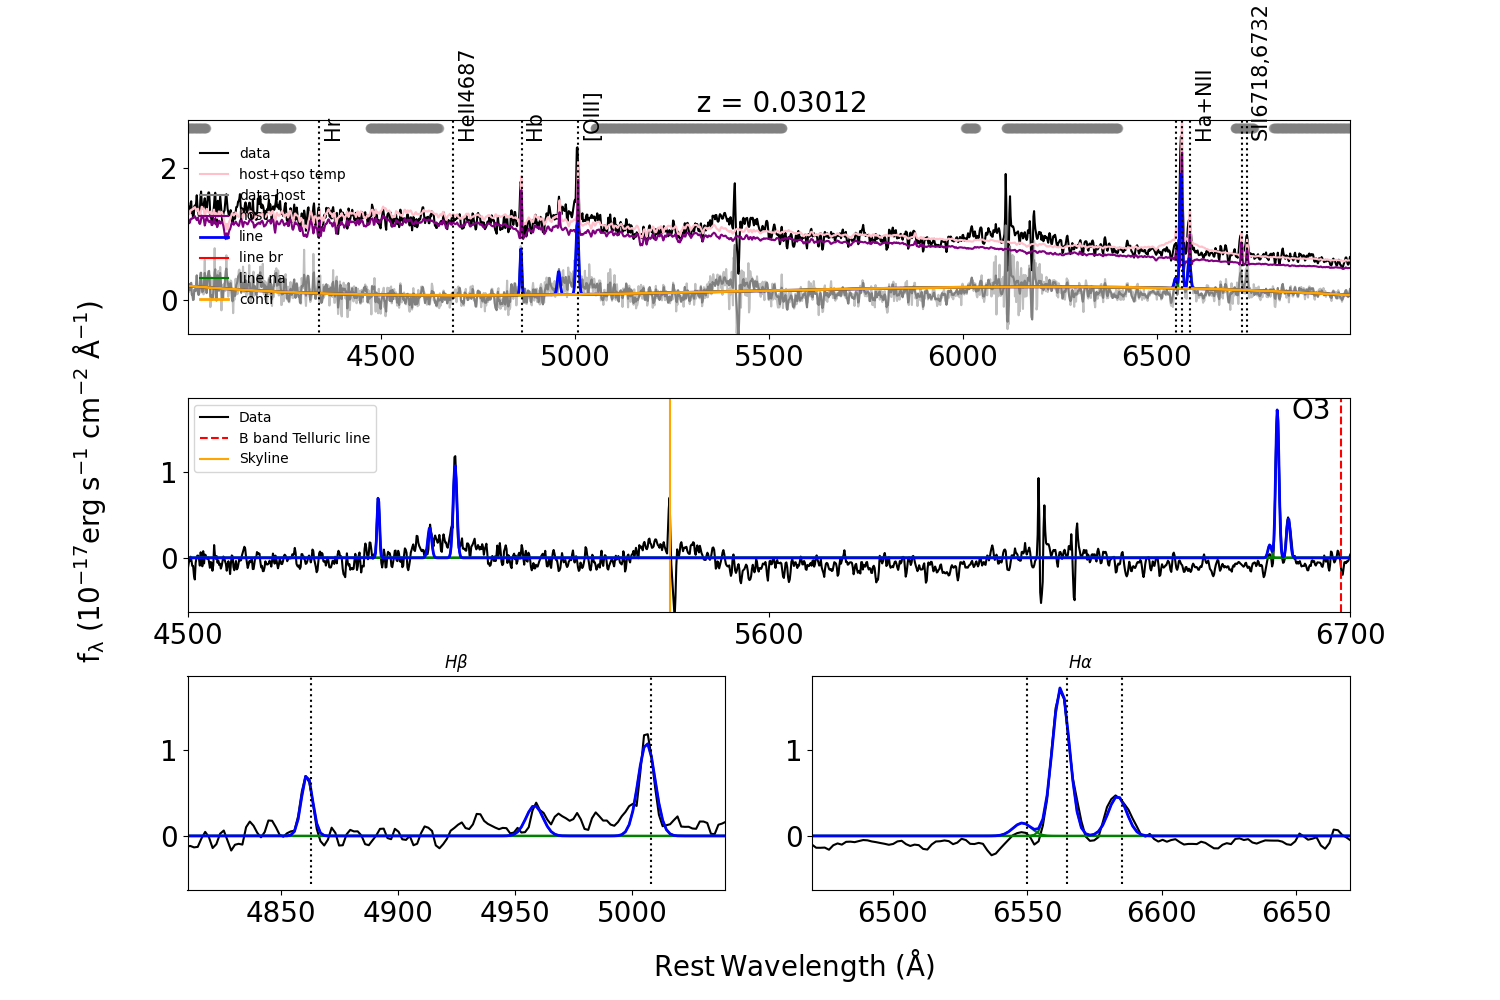 z = 0.03012
Hr
HeII4687
Hb
[OIII]
Ha+NII
SII6718,6732
data
host+qso temp
data-host
host
line
line br
line na
conti
2
0
4500
5000
5500
6000
6500
fλ (10⁻¹⁷erg s⁻¹ cm⁻² Å⁻¹)
Data
B band Telluric line
Skyline
O3
1
0
4500
5600
6700
Hβ
1
0
4850
4900
4950
5000
Hα
1
0
6500
6550
6600
6650
Rest Wavelength (Å)